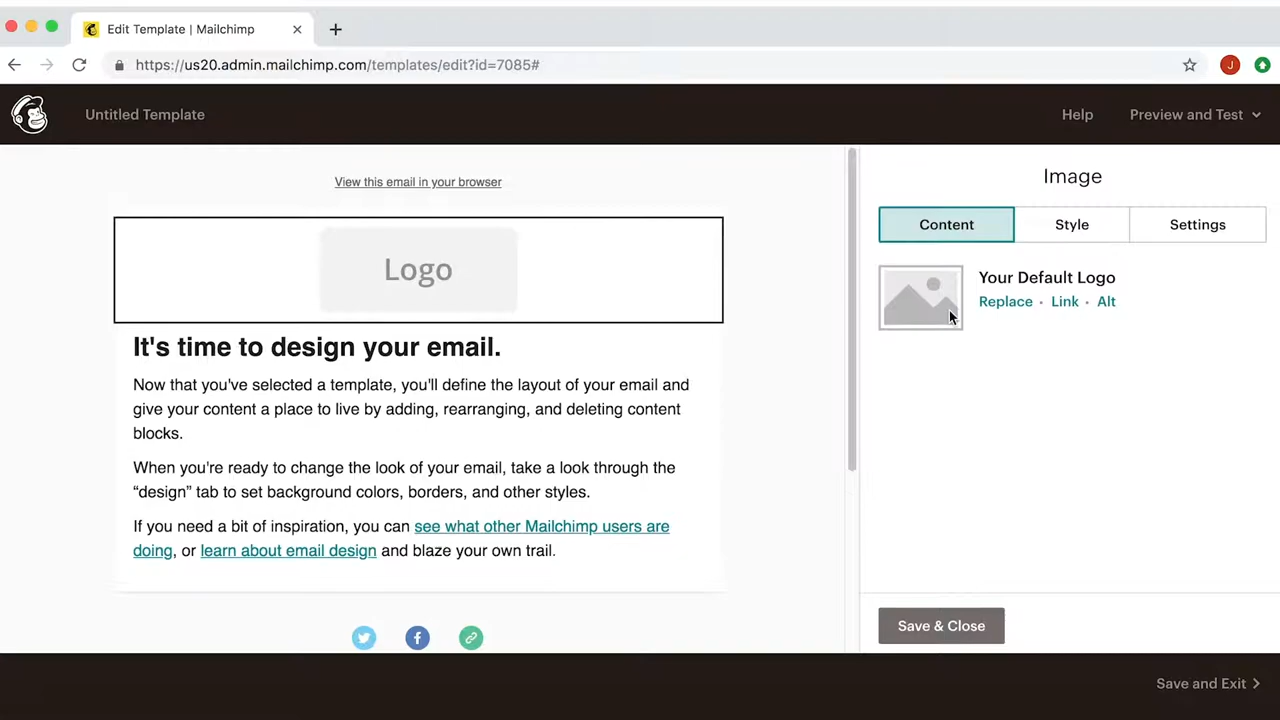 Edit Template | Mailchimp
https://us20.admin.mailchimp.com/templates/edit?id=7085#
J
Untitled Template
Help
Preview and Test
View this email in your browser
Logo
It's time to design your email.
Now that you've selected a template, you'll define the layout of your email and
give your content a place to live by adding, rearranging, and deleting content
blocks.
When you're ready to change the look of your email, take a look through the
“design” tab to set background colors, borders, and other styles.
If you need a bit of inspiration, you can see what other Mailchimp users are
doing, or learn about email design and blaze your own trail.
Image
Content Style Settings
Your Default Logo
Replace · Link · Alt
Save & Close
Save and Exit